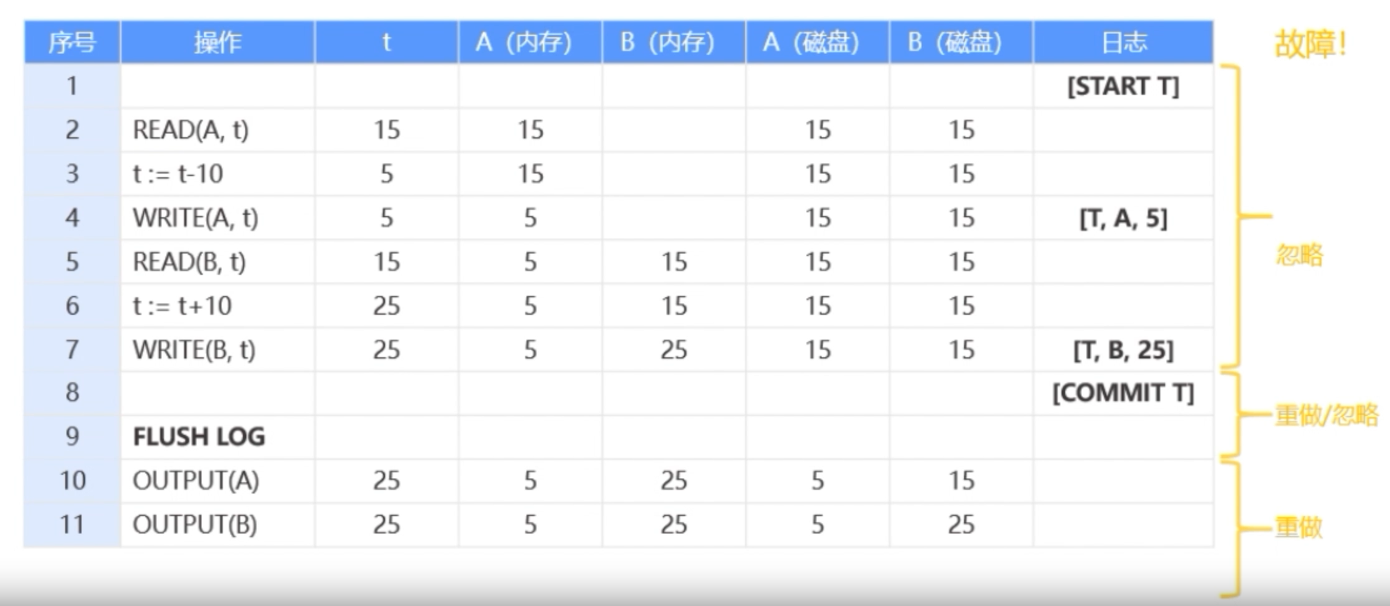 序号 操作 t A（内存） B（内存） A（磁盘） B（磁盘） 日志 故障！
1 [START T]
2 READ(A, t) 15 15 15 15
3 t := t-10 5 15 15 15
4 WRITE(A, t) 5 5 15 15 [T, A, 5]
忽略
5 READ(B, t) 15 5 15 15 15
6 t := t+10 25 5 15 15 15
7 WRITE(B, t) 25 5 25 15 15 [T, B, 25]
8 [COMMIT T]
重做/忽略
9 FLUSH LOG
10 OUTPUT(A) 25 5 25 5 15
11 OUTPUT(B) 25 5 25 5 25
重做